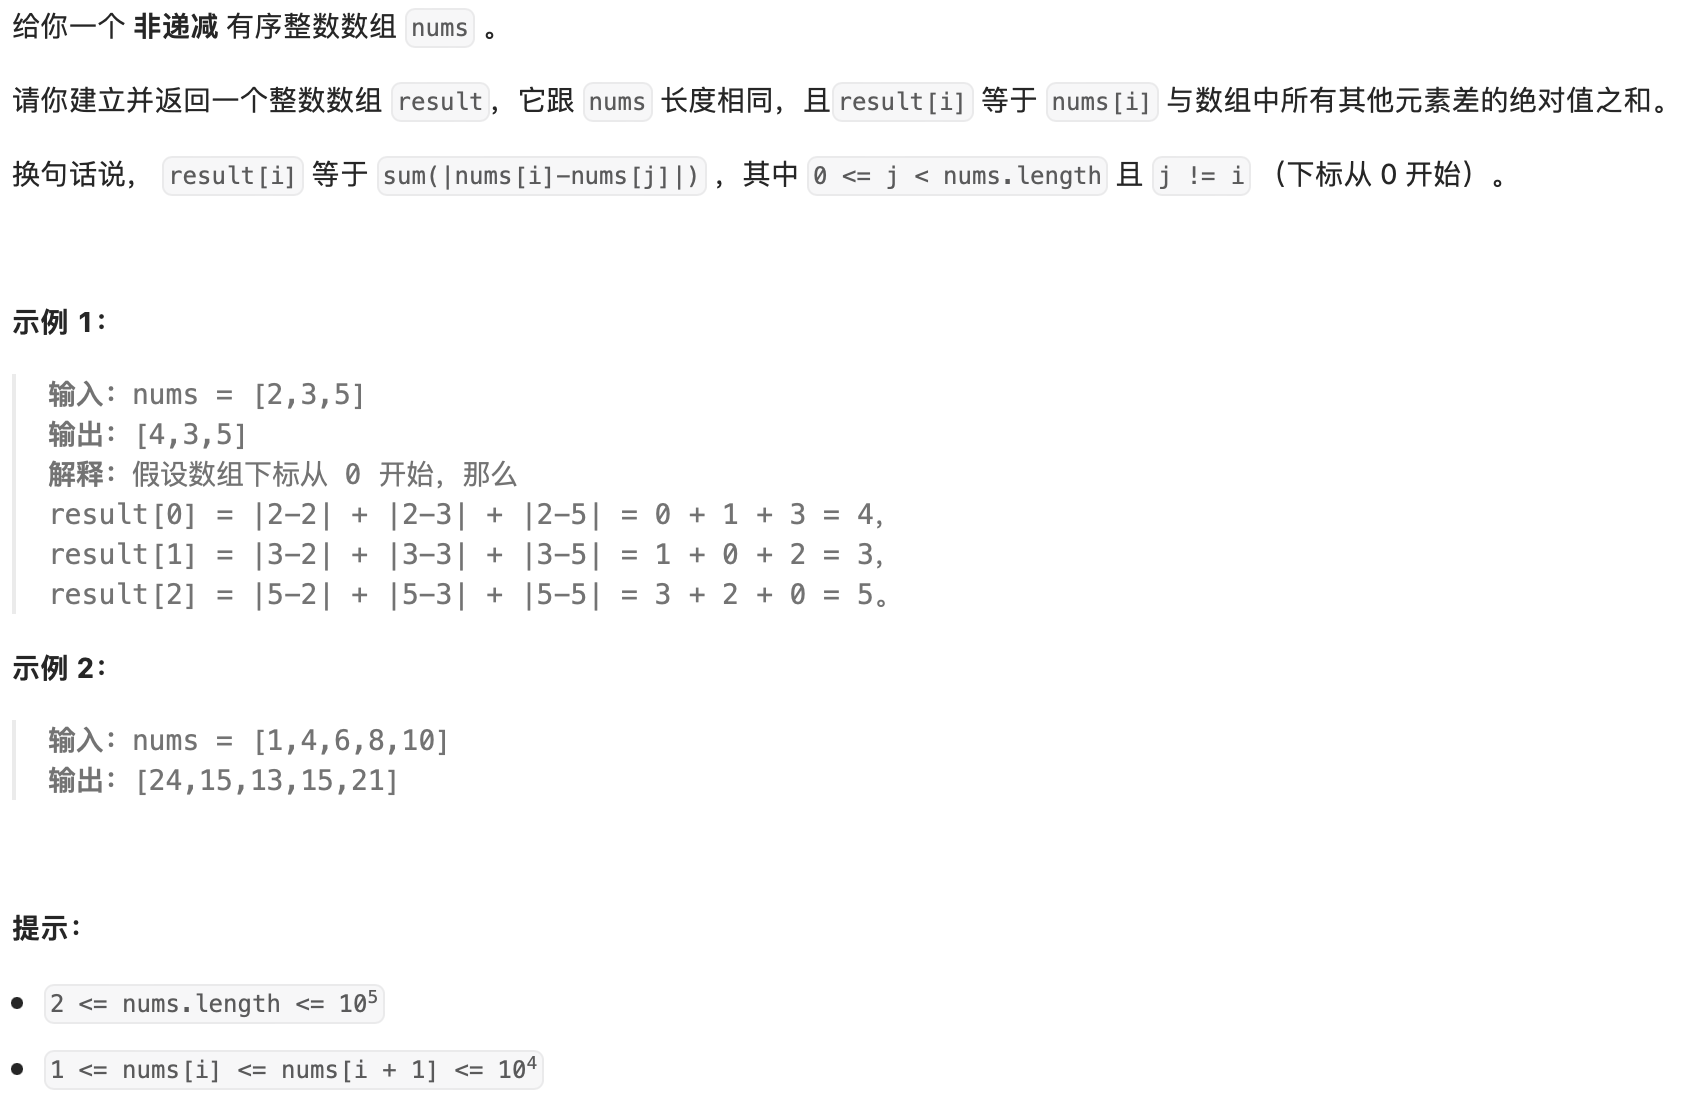 给你一个 非递减 有序整数数组 nums 。
请你建立并返回一个整数数组 result，它跟 nums 长度相同，且result[i] 等于 nums[i] 与数组中所有其他元素差的绝对值之和。
换句话说， result[i] 等于 sum(|nums[i]-nums[j]|) ，其中 0 <= j < nums.length 且 j != i （下标从 0 开始）。
示例 1：
输入：nums = [2,3,5]
输出：[4,3,5]
解释：假设数组下标从 0 开始，那么
result[0] = |2-2| + |2-3| + |2-5| = 0 + 1 + 3 = 4，
result[1] = |3-2| + |3-3| + |3-5| = 1 + 0 + 2 = 3，
result[2] = |5-2| + |5-3| + |5-5| = 3 + 2 + 0 = 5。
示例 2：
输入：nums = [1,4,6,8,10]
输出：[24,15,13,15,21]
提示：
• 2 <= nums.length <= 10⁵
• 1 <= nums[i] <= nums[i + 1] <= 10⁴